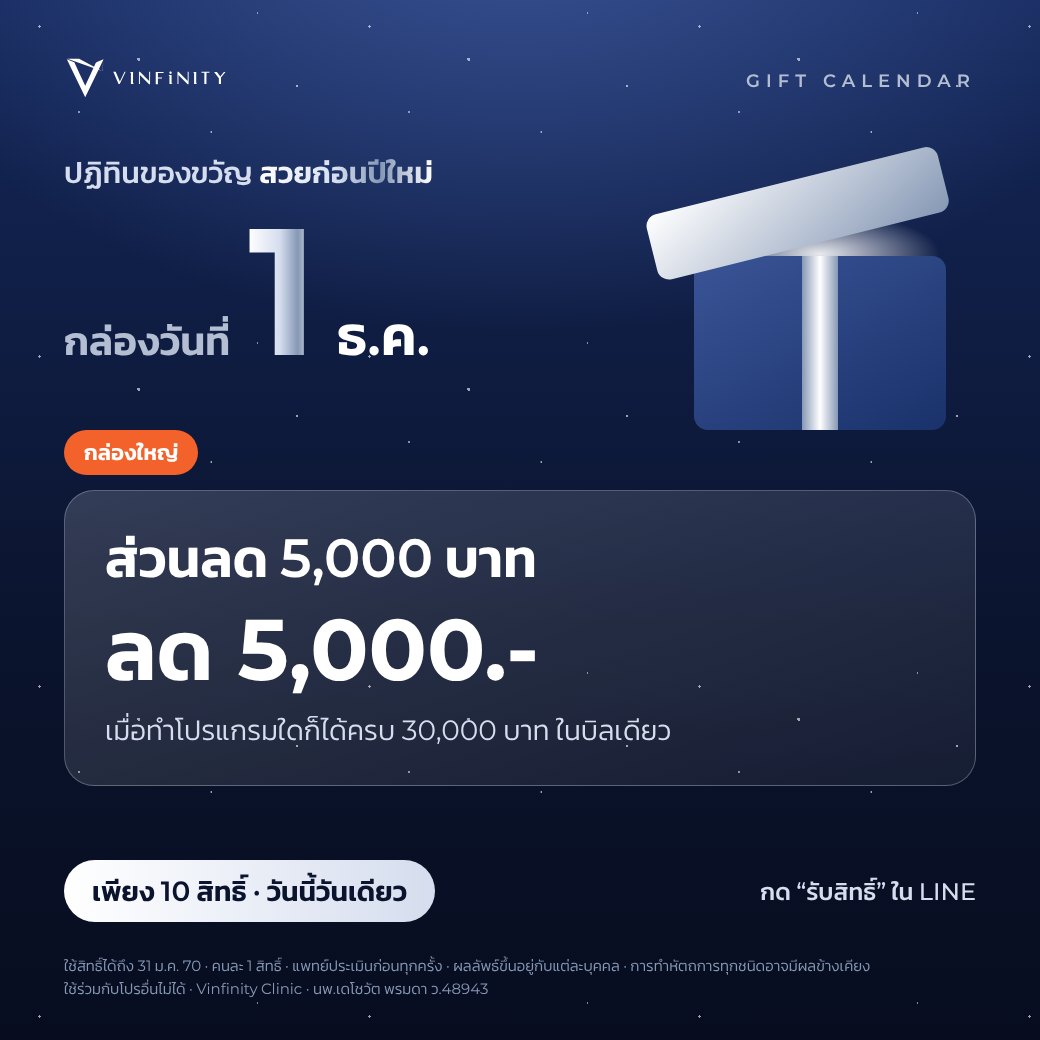 VINFiNITY
GIFT CALENDAR
ปฏิทินของขวัญ สวยก่อนปีใหม่
กล่องวันที่ 1 ธ.ค.
กล่องใหญ่
ส่วนลด 5,000 บาท
ลด 5,000.-
เมื่อทำโปรแกรมใดก็ได้ครบ 30,000 บาท ในบิลเดียว
เพียง 10 สิทธิ์ · วันนี้วันเดียว
กด “รับสิทธิ์” ใน LINE
ใช้สิทธิ์ได้ถึง 31 ม.ค. 70 · คนละ 1 สิทธิ์ · แพทย์ประเมินก่อนทุกครั้ง · ผลลัพธ์ขึ้นอยู่กับแต่ละบุคคล · การทำหัตถการทุกชนิดอาจมีผลข้างเคียง
ใช้ร่วมกับโปรอื่นไม่ได้ · Vinfinity Clinic · นพ.เดโชวัต พรมดา ว.48943